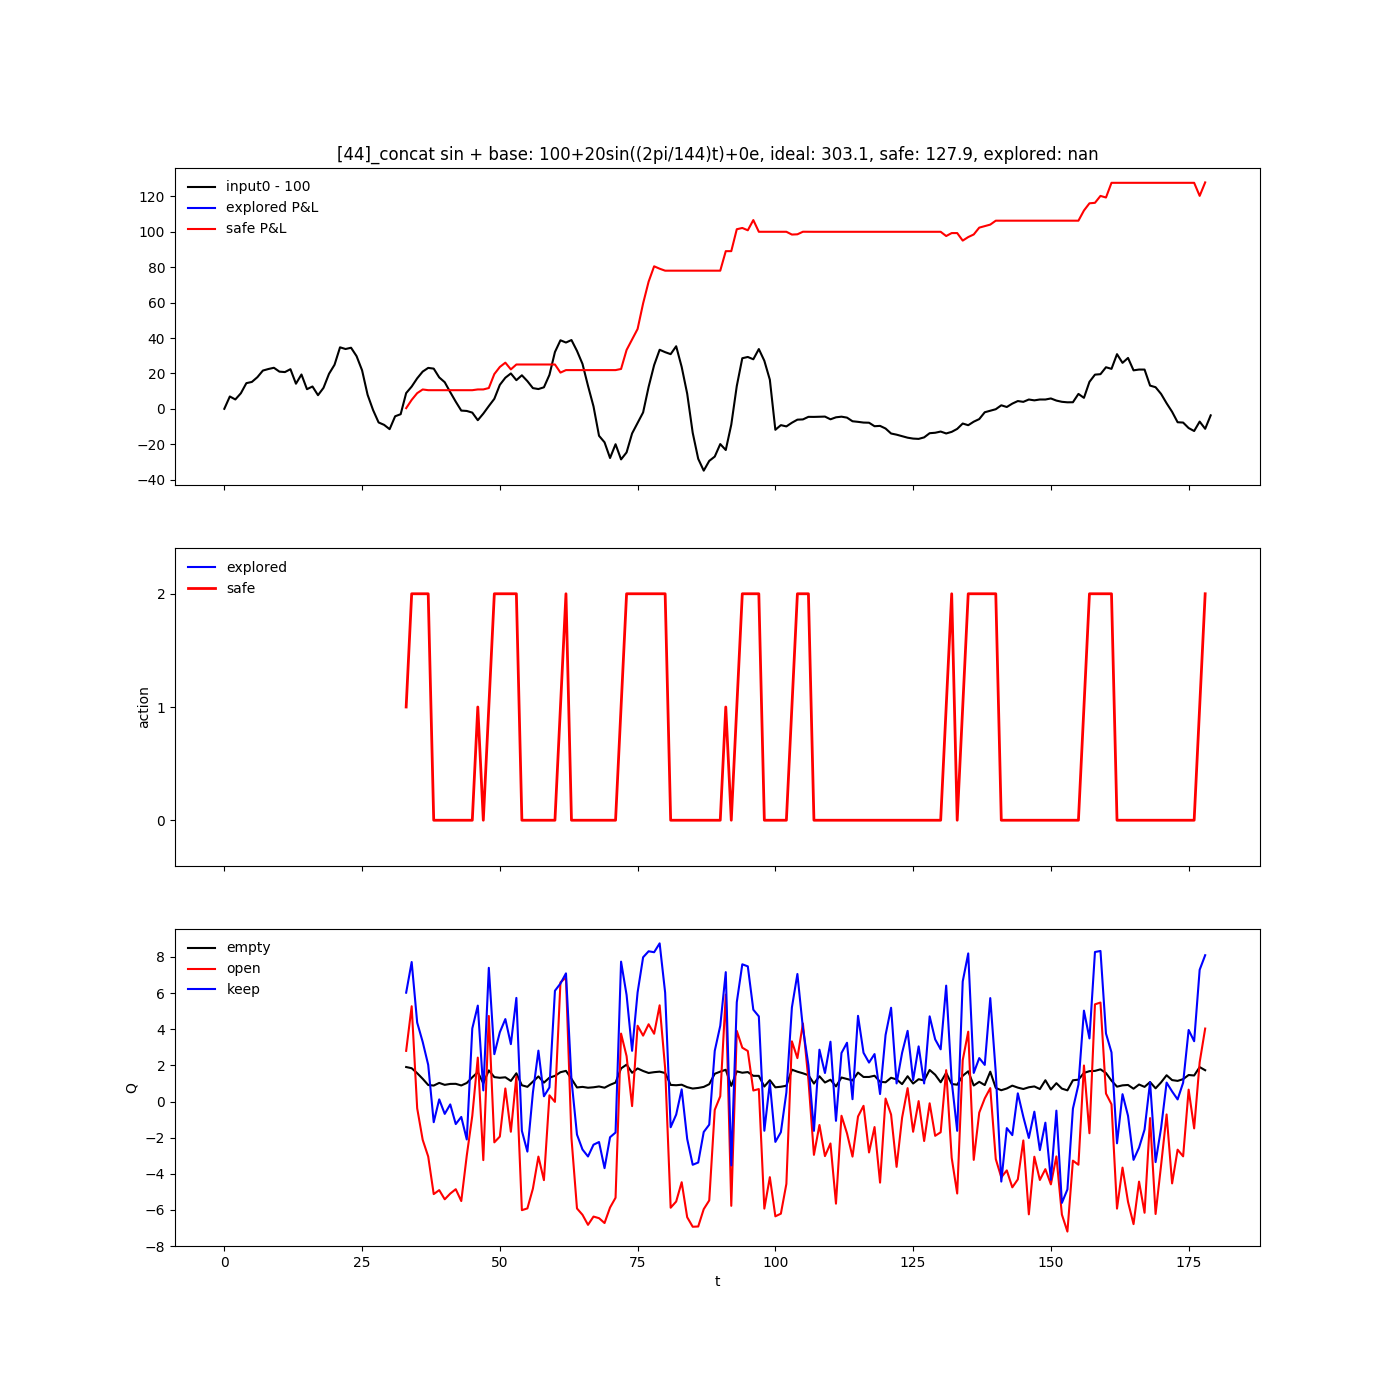 [44]_concat sin + base: 100+20sin((2pi/144)t)+0e, ideal: 303.1, safe: 127.9, explored: nan
input0 - 100
explored P&L
safe P&L
120
100
80
60
40
20
0
−20
−40
explored
safe
2
1
0
action
empty
open
keep
8
6
4
2
0
−2
−4
−6
−8
Q
0 25 50 75 100 125 150 175
t